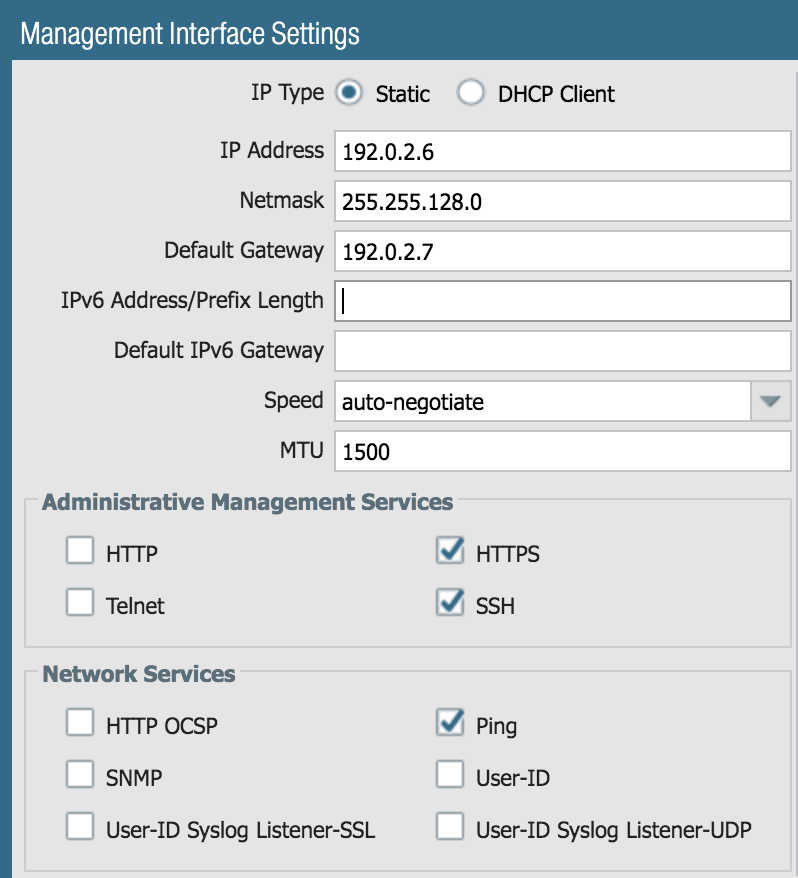 Management Interface Settings
IP Type Static DHCP Client
IP Address 192.0.2.6
Netmask 255.255.128.0
Default Gateway 192.0.2.7
IPv6 Address/Prefix Length
Default IPv6 Gateway
Speed auto-negotiate
MTU 1500
Administrative Management Services
HTTP HTTPS
Telnet SSH
Network Services
HTTP OCSP Ping
SNMP User-ID
User-ID Syslog Listener-SSL User-ID Syslog Listener-UDP